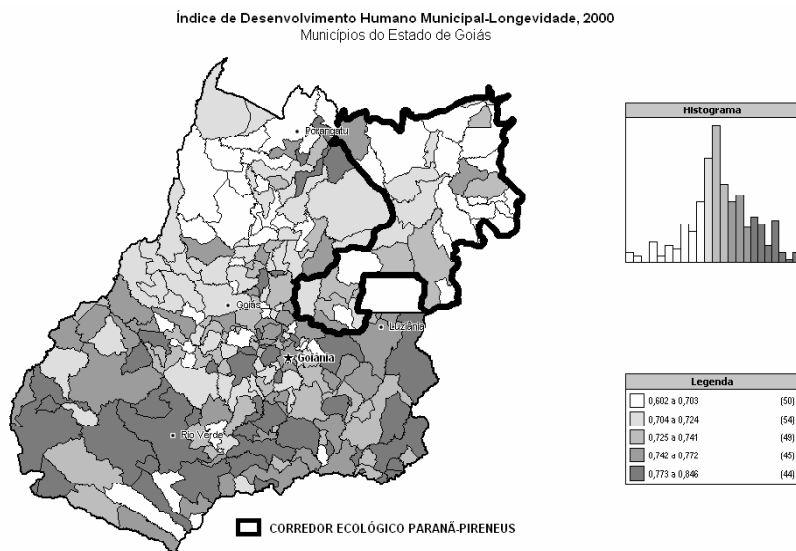 Índice de Desenvolvimento Humano Municipal-Longevidade, 2000
Municípios do Estado de Goiás
Histograma
Porangatu
Goiás
Luziânia
Goiânia
Rio Verde
Legenda
0,602 a 0,703 (50)
0,704 a 0,724 (54)
0,725 a 0,741 (49)
0,742 a 0,772 (45)
0,773 a 0,846 (44)
CORREDOR ECOLÓGICO PARANÃ-PIRENEUS